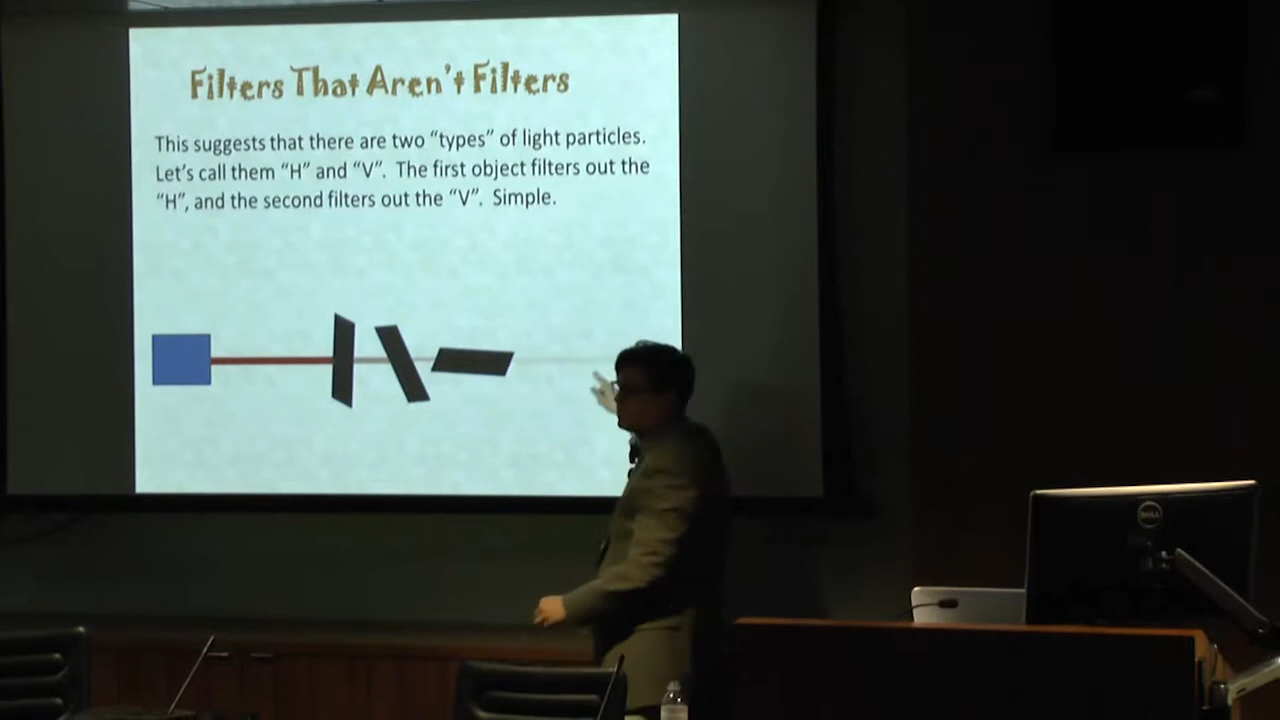 Filters That Aren't Filters
This suggests that there are two “types” of light particles.
Let's call them “H” and “V”.  The first object filters out the
“H”, and the second filters out the “V”.  Simple.
DELL